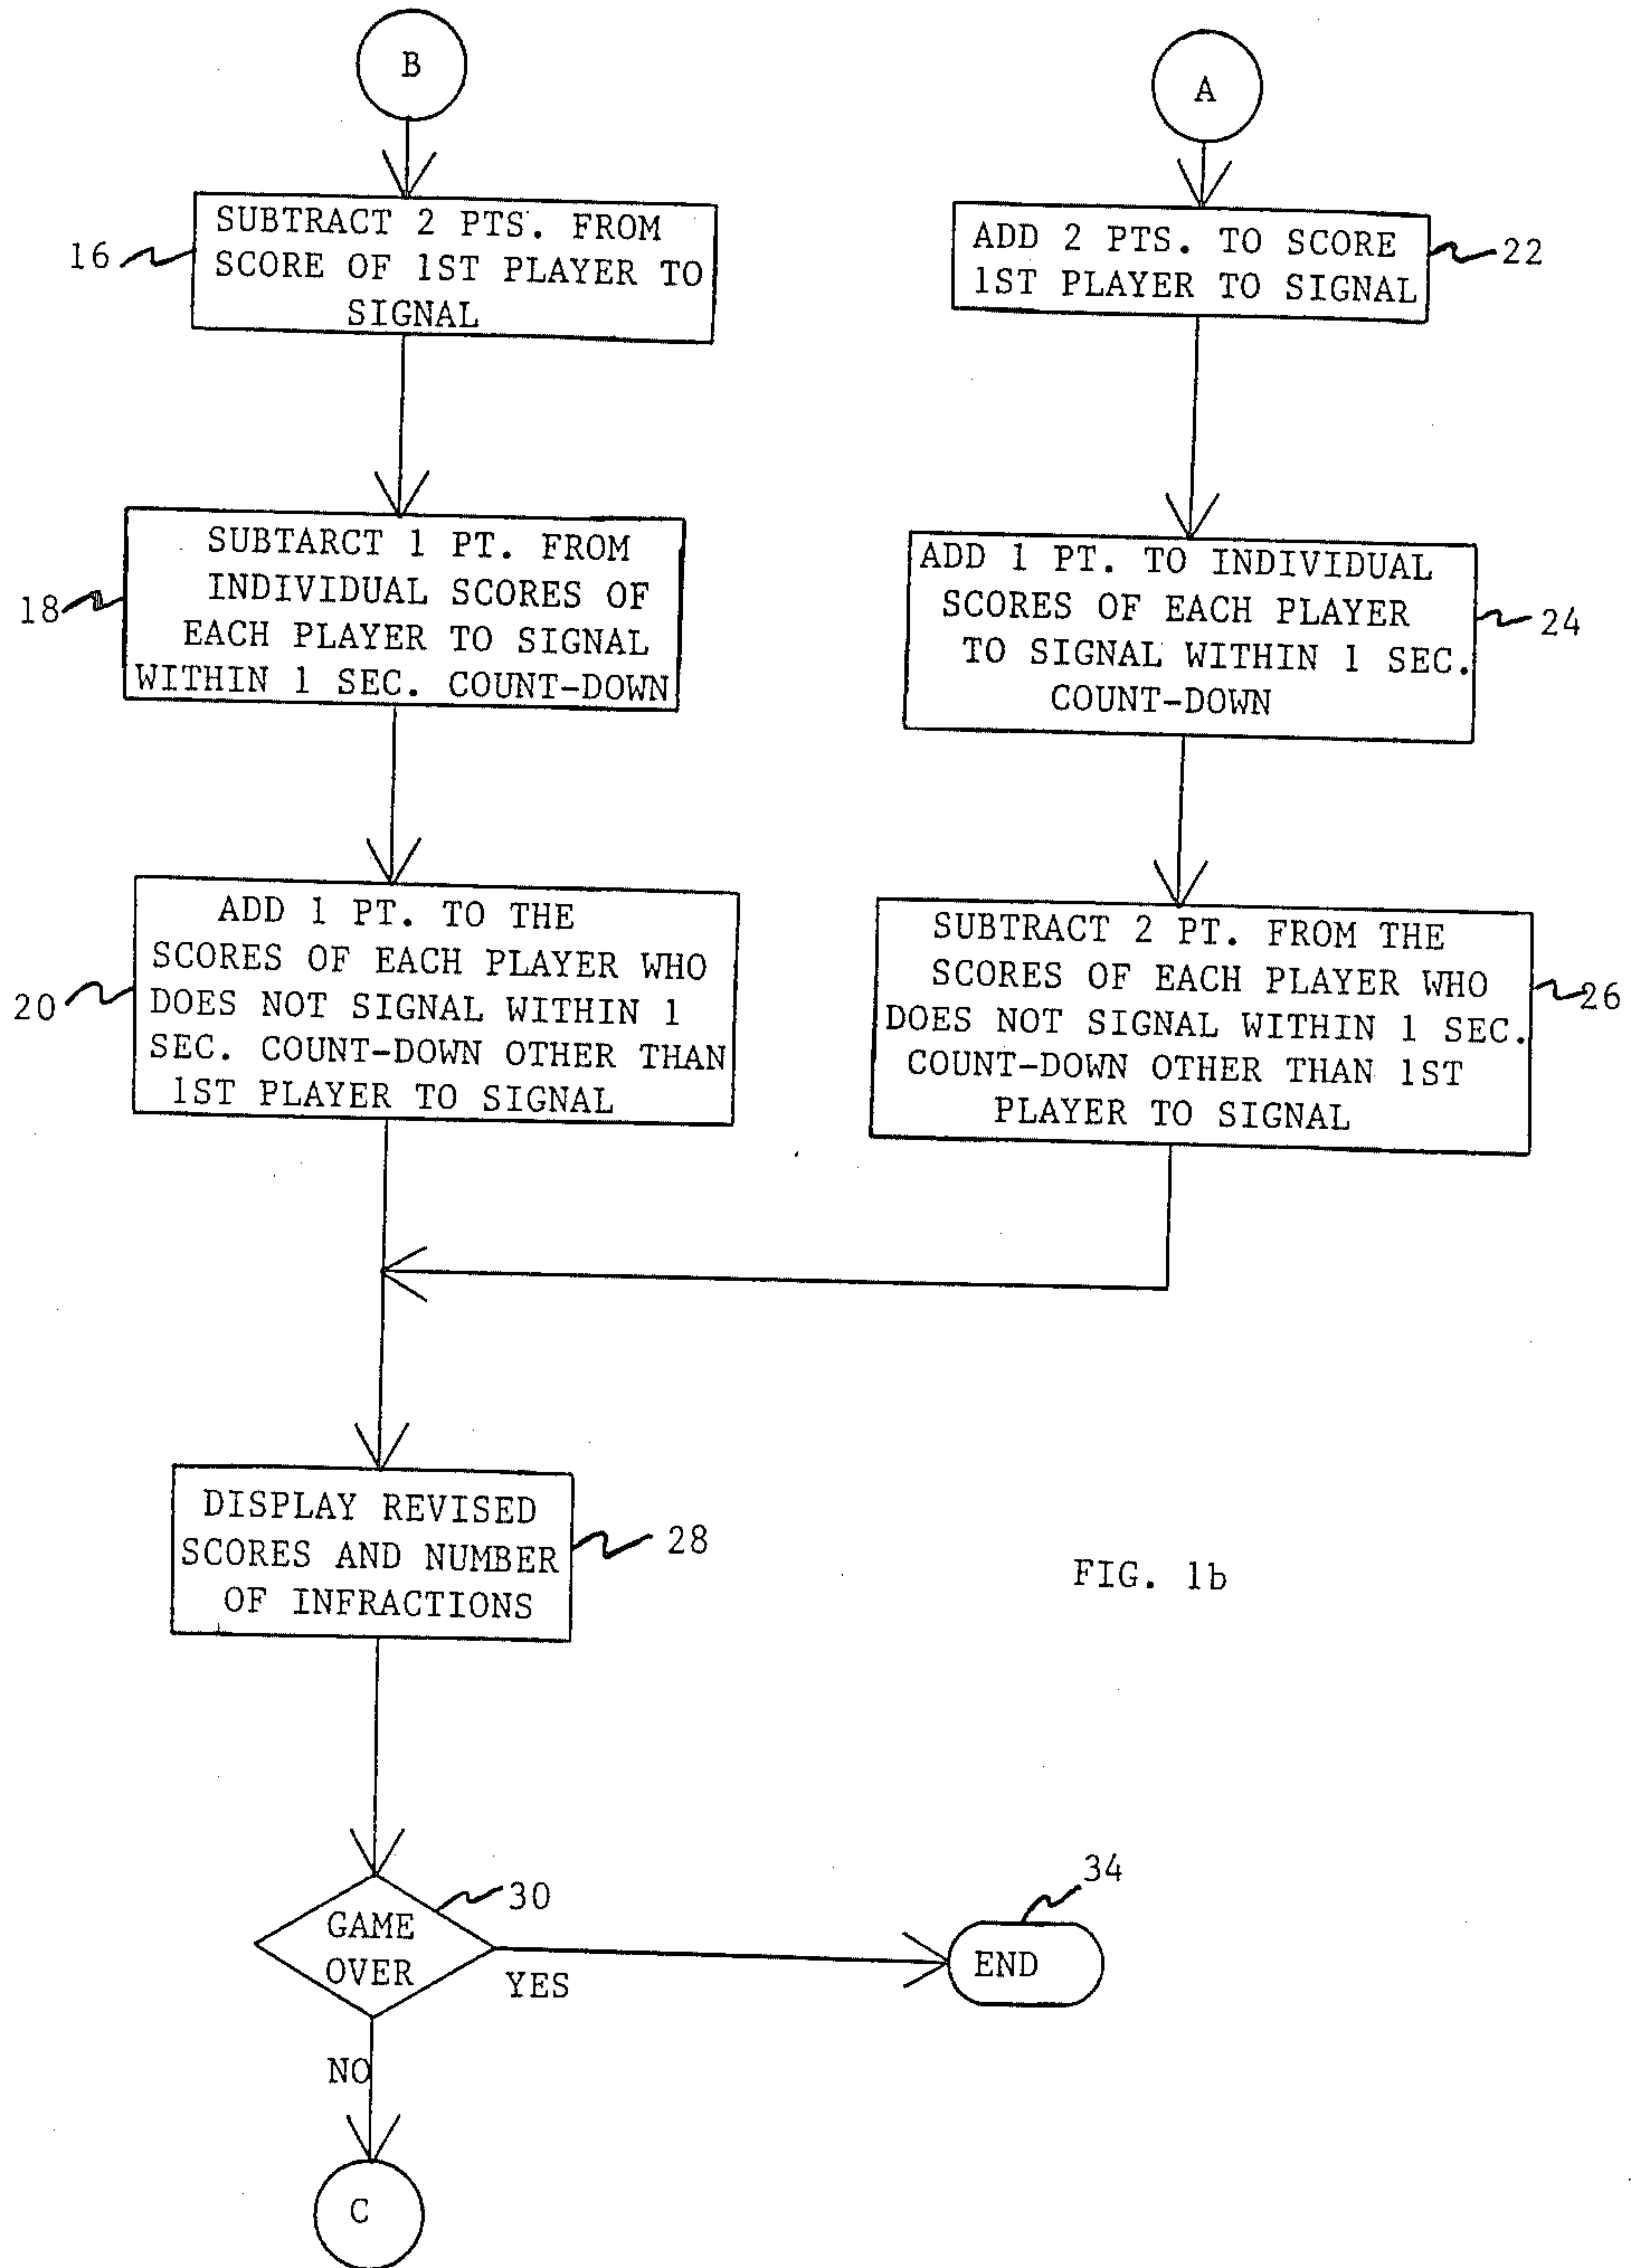 B
SUBTRACT 2 PTS. FROM
SCORE OF 1ST PLAYER TO
SIGNAL
16
SUBTARCT 1 PT. FROM
INDIVIDUAL SCORES OF
EACH PLAYER TO SIGNAL
WITHIN 1 SEC. COUNT-DOWN
18
ADD 1 PT. TO THE
SCORES OF EACH PLAYER WHO
DOES NOT SIGNAL WITHIN 1
SEC. COUNT-DOWN OTHER THAN
1ST PLAYER TO SIGNAL
20
A
ADD 2 PTS. TO SCORE
1ST PLAYER TO SIGNAL
22
ADD 1 PT. TO INDIVIDUAL
SCORES OF EACH PLAYER
TO SIGNAL WITHIN 1 SEC.
COUNT-DOWN
24
SUBTRACT 2 PT. FROM THE
SCORES OF EACH PLAYER WHO
DOES NOT SIGNAL WITHIN 1 SEC.
COUNT-DOWN OTHER THAN 1ST
PLAYER TO SIGNAL
26
DISPLAY REVISED
SCORES AND NUMBER
OF INFRACTIONS
28
FIG. 1b
GAME
OVER
30
YES
END
34
NO
C